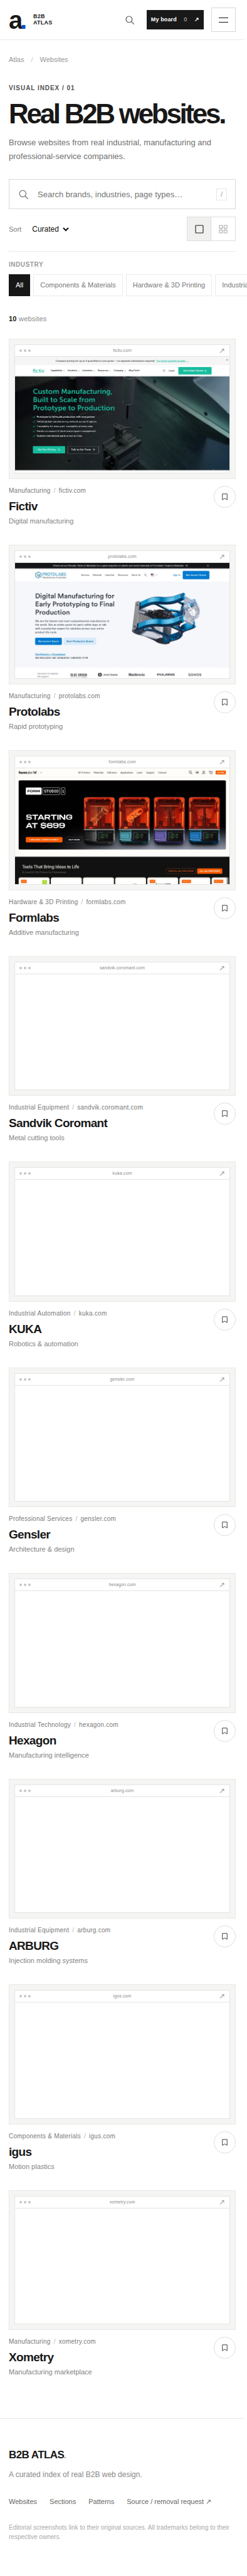 a. B2B
ATLAS
My board 0 ↗
Atlas / Websites
VISUAL INDEX / 01
Real B2B websites.
Browse websites from real industrial, manufacturing and
professional-service companies.
Search brands, industries, page types… /
Sort Curated
INDUSTRY
All Components & Materials Hardware & 3D Printing Industri
10 websites
fictiv.com ↗
fictiv
Custom Manufacturing,
Built to Scale from
Prototype to Production
Manufacturing / fictiv.com
Fictiv
Digital manufacturing
protolabs.com ↗
PROTOLABS
Digital Manufacturing for
Early Prototyping to Final
Production
Manufacturing / protolabs.com
Protolabs
Rapid prototyping
formlabs.com ↗
formlabs
FORM
STARTING
AT $699
Tools That Bring Ideas to Life
Hardware & 3D Printing / formlabs.com
Formlabs
Additive manufacturing
sandvik.coromant.com ↗
Industrial Equipment / sandvik.coromant.com
Sandvik Coromant
Metal cutting tools
kuka.com ↗
Industrial Automation / kuka.com
KUKA
Robotics & automation
gensler.com ↗
Professional Services / gensler.com
Gensler
Architecture & design
hexagon.com ↗
Industrial Technology / hexagon.com
Hexagon
Manufacturing intelligence
arburg.com ↗
Industrial Equipment / arburg.com
ARBURG
Injection molding systems
igus.com ↗
Components & Materials / igus.com
igus
Motion plastics
xometry.com ↗
Manufacturing / xometry.com
Xometry
Manufacturing marketplace
B2B ATLAS.
A curated index of real B2B web design.
Websites Sections Patterns Source / removal request ↗
Editorial screenshots link to their original sources. All trademarks belong to their
respective owners.